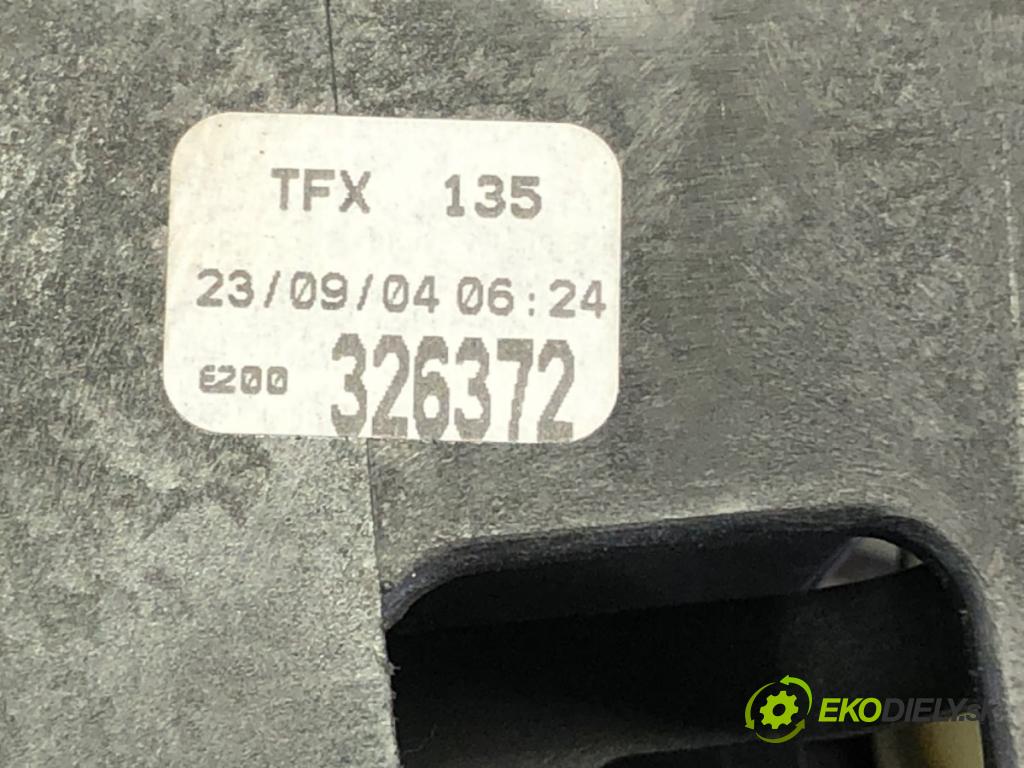 TFX 135
23/09/04 06:24
E200 326372
EKODIELY.sk